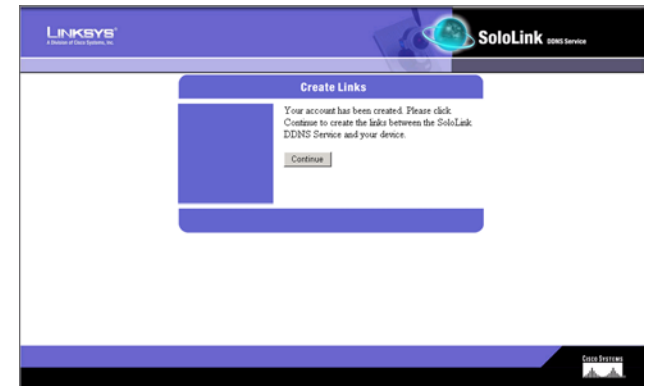 LINKSYS®
A Division of Cisco Systems, Inc.
SoloLink DDNS Service
Create Links
Your account has been created. Please click
Continue to create the links between the SoloLink
DDNS Service and your device.
Continue
CISCO SYSTEMS